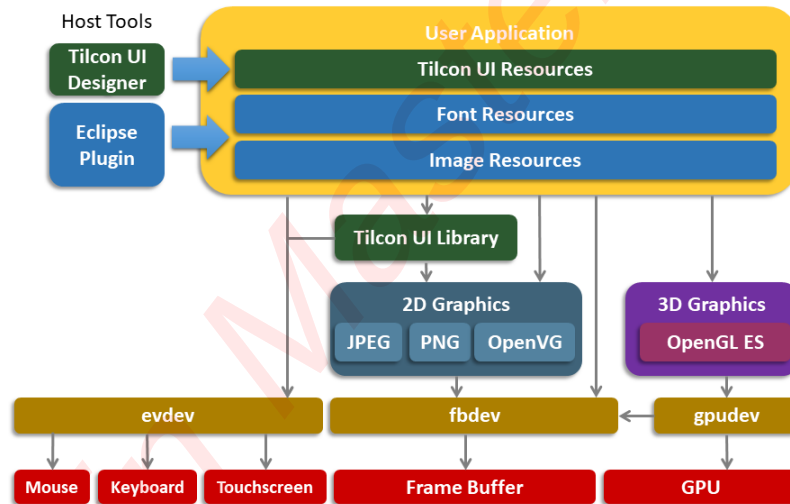 Host Tools
User Application
Tilcon UI
Designer
Tilcon UI Resources
Eclipse
Plugin
Font Resources
Image Resources
Tilcon UI Library
2D Graphics
3D Graphics
JPEG
PNG
OpenVG
OpenGL ES
evdev
fbdev
gpudev
Mouse
Keyboard
Touchscreen
Frame Buffer
GPU